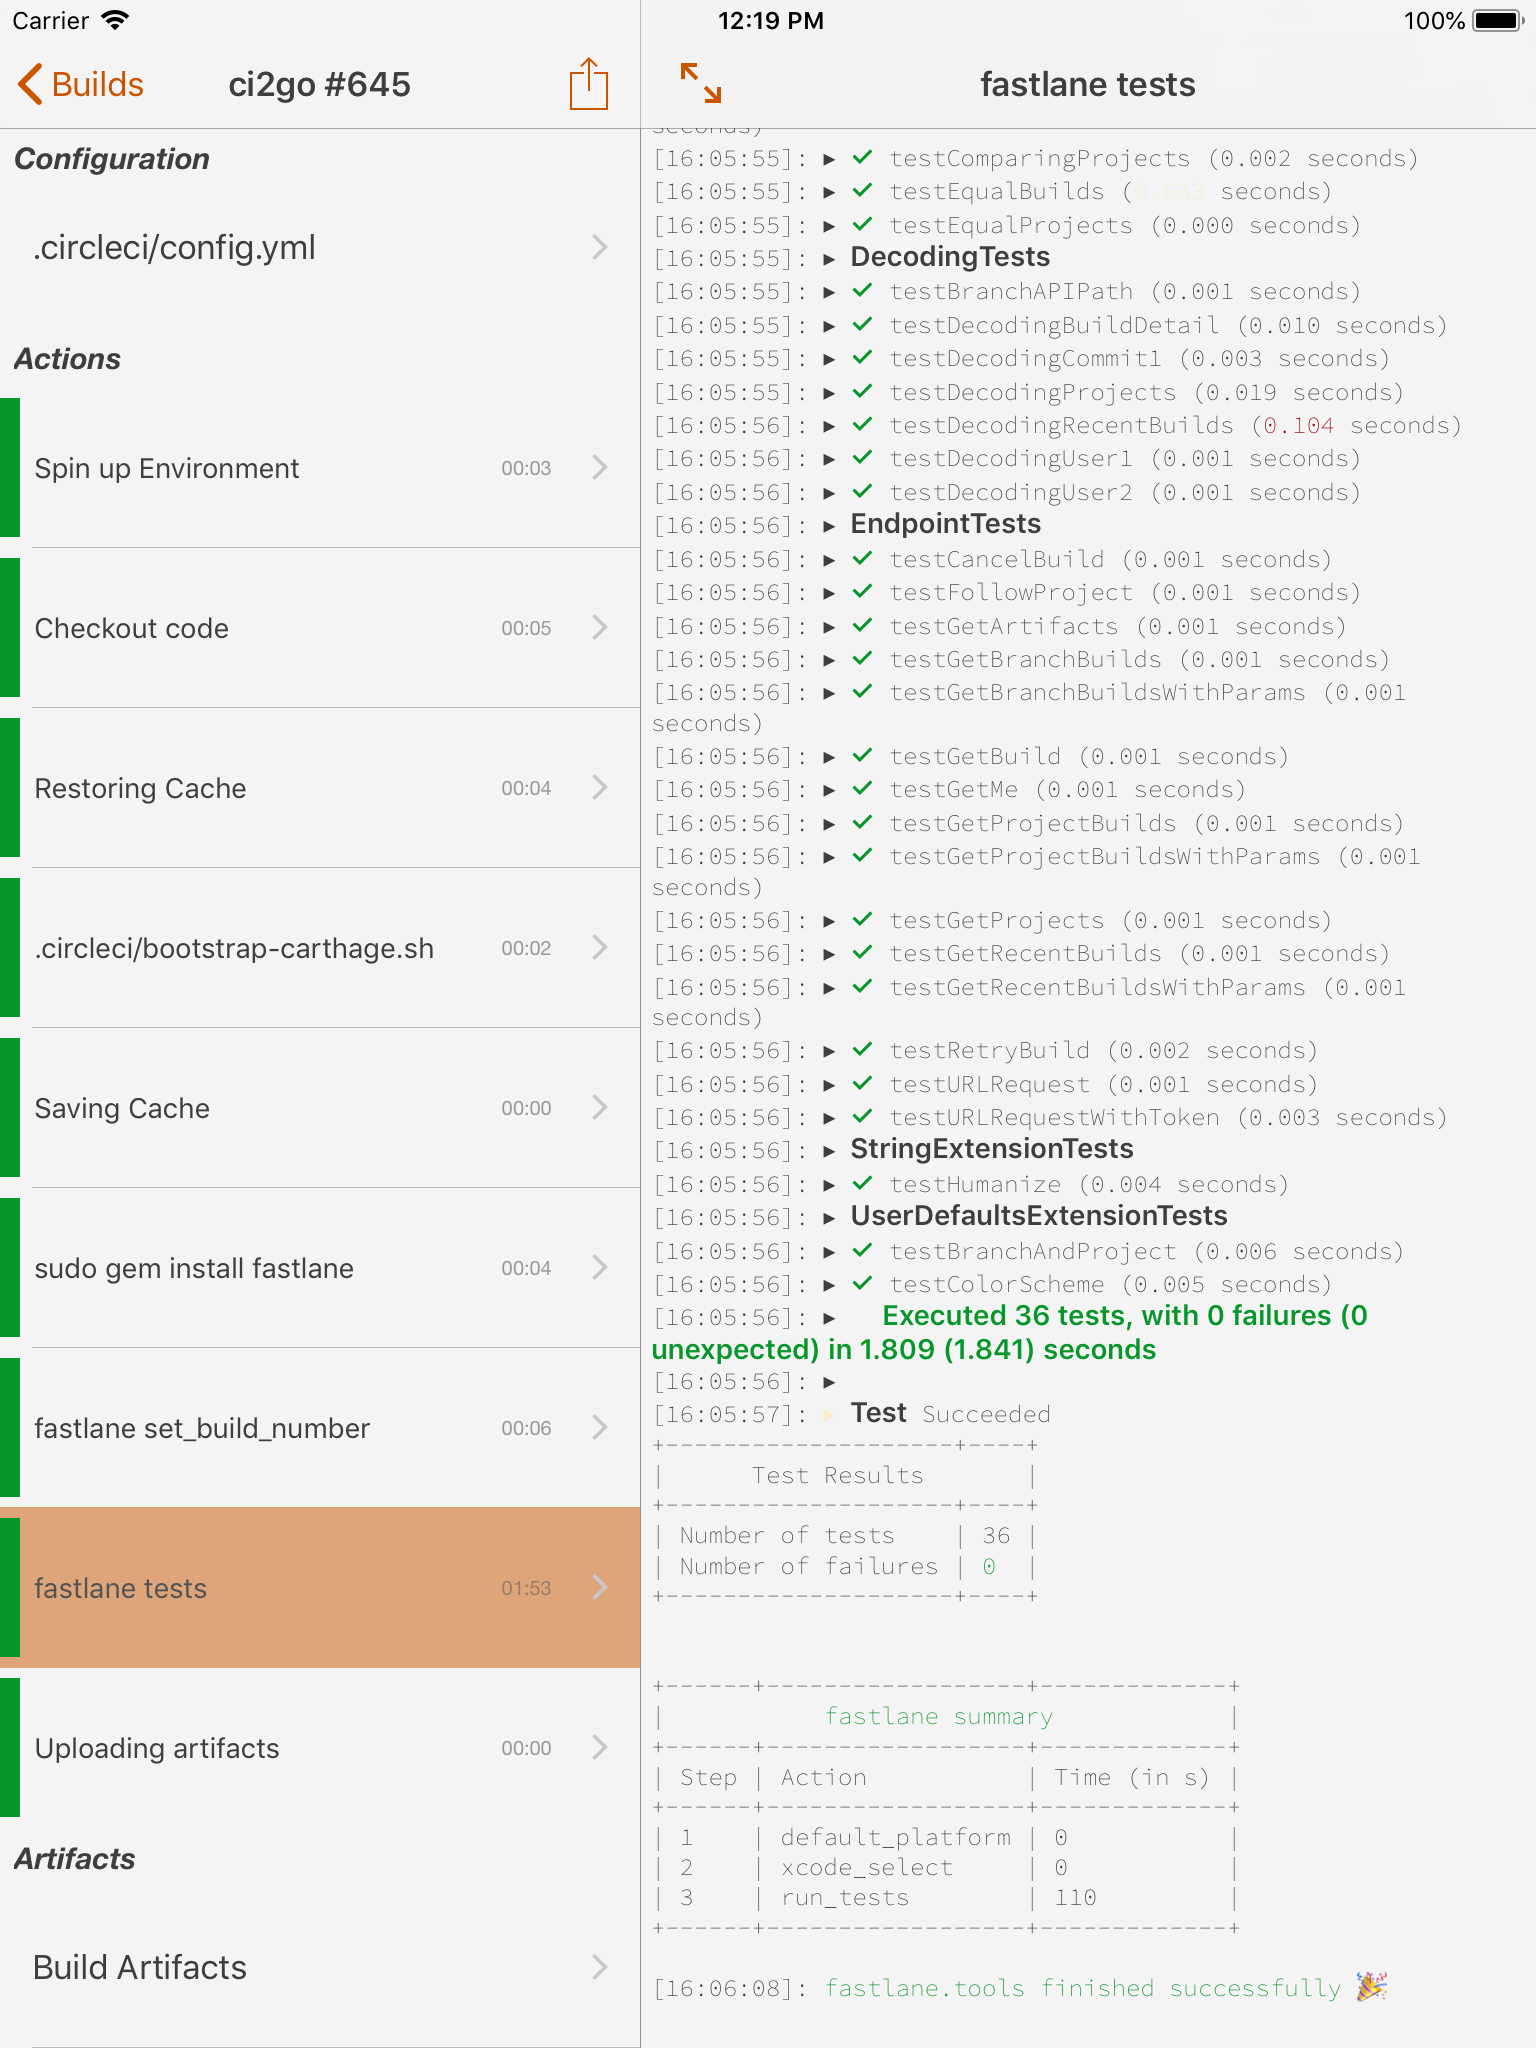 Carrier
12:19 PM
100%
Builds
ci2go #645
Configuration
.circleci/config.yml
Actions
Spin up Environment 00:03
Checkout code 00:05
Restoring Cache 00:04
.circleci/bootstrap-carthage.sh 00:02
Saving Cache 00:00
sudo gem install fastlane 00:04
fastlane set_build_number 00:06
fastlane tests 01:53
Uploading artifacts 00:00
Artifacts
Build Artifacts
fastlane tests
seconds)
[16:05:55]: ▸ ✓ testComparingProjects (0.002 seconds)
[16:05:55]: ▸ ✓ testEqualBuilds (0.033 seconds)
[16:05:55]: ▸ ✓ testEqualProjects (0.000 seconds)
[16:05:55]: ▸ DecodingTests
[16:05:55]: ▸ ✓ testBranchAPIPath (0.001 seconds)
[16:05:55]: ▸ ✓ testDecodingBuildDetail (0.010 seconds)
[16:05:55]: ▸ ✓ testDecodingCommit1 (0.003 seconds)
[16:05:55]: ▸ ✓ testDecodingProjects (0.019 seconds)
[16:05:56]: ▸ ✓ testDecodingRecentBuilds (0.104 seconds)
[16:05:56]: ▸ ✓ testDecodingUser1 (0.001 seconds)
[16:05:56]: ▸ ✓ testDecodingUser2 (0.001 seconds)
[16:05:56]: ▸ EndpointTests
[16:05:56]: ▸ ✓ testCancelBuild (0.001 seconds)
[16:05:56]: ▸ ✓ testFollowProject (0.001 seconds)
[16:05:56]: ▸ ✓ testGetArtifacts (0.001 seconds)
[16:05:56]: ▸ ✓ testGetBranchBuilds (0.001 seconds)
[16:05:56]: ▸ ✓ testGetBranchBuildsWithParams (0.001
seconds)
[16:05:56]: ▸ ✓ testGetBuild (0.001 seconds)
[16:05:56]: ▸ ✓ testGetMe (0.001 seconds)
[16:05:56]: ▸ ✓ testGetProjectBuilds (0.001 seconds)
[16:05:56]: ▸ ✓ testGetProjectBuildsWithParams (0.001
seconds)
[16:05:56]: ▸ ✓ testGetProjects (0.001 seconds)
[16:05:56]: ▸ ✓ testGetRecentBuilds (0.001 seconds)
[16:05:56]: ▸ ✓ testGetRecentBuildsWithParams (0.001
seconds)
[16:05:56]: ▸ ✓ testRetryBuild (0.002 seconds)
[16:05:56]: ▸ ✓ testURLRequest (0.001 seconds)
[16:05:56]: ▸ ✓ testURLRequestWithToken (0.003 seconds)
[16:05:56]: ▸ StringExtensionTests
[16:05:56]: ▸ ✓ testHumanize (0.004 seconds)
[16:05:56]: ▸ UserDefaultsExtensionTests
[16:05:56]: ▸ ✓ testBranchAndProject (0.006 seconds)
[16:05:56]: ▸ ✓ testColorScheme (0.005 seconds)
[16:05:56]: ▸ Executed 36 tests, with 0 failures (0
unexpected) in 1.809 (1.841) seconds
[16:05:56]: ▸
[16:05:57]: ▸ Test Succeeded
+--------------------+----+
| Test Results |
+--------------------+----+
| Number of tests | 36 |
| Number of failures | 0 |
+--------------------+----+
+------+------------------+-------------+
| fastlane summary |
+------+------------------+-------------+
| Step | Action | Time (in s) |
+------+------------------+-------------+
| 1 | default_platform | 0 |
| 2 | xcode_select | 0 |
| 3 | run_tests | 110 |
+------+------------------+-------------+
[16:06:08]: fastlane.tools finished successfully 🎉